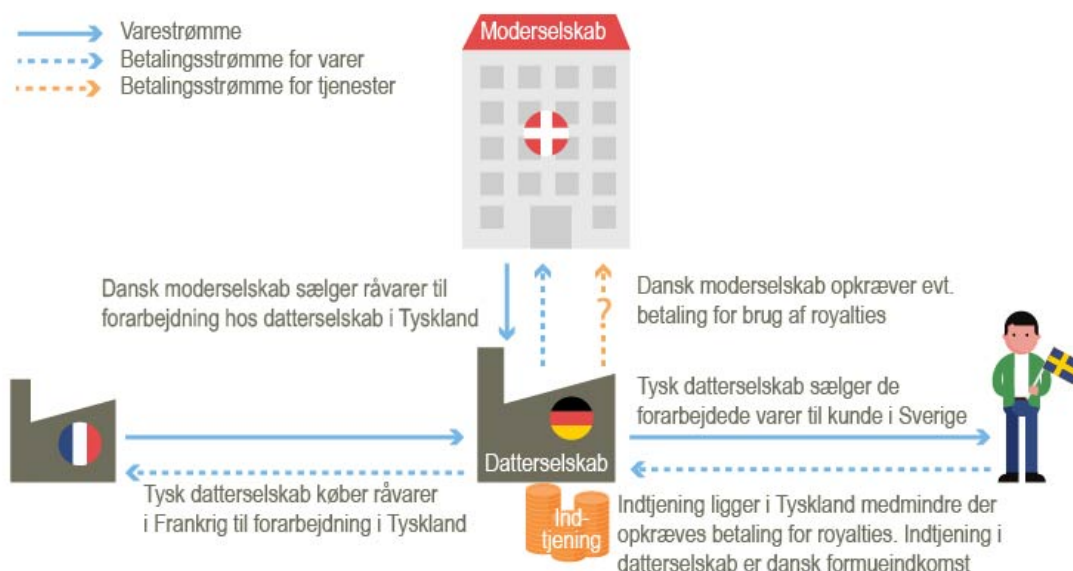 Varestrømme
Betalingsstrømme for varer
Betalingsstrømme for tjenester
Moderselskab
Dansk moderselskab sælger råvarer til
forarbejdning hos datterselskab i Tyskland
?
Dansk moderselskab opkræver evt.
betaling for brug af royalties
Tysk datterselskab sælger de
forarbejdede varer til kunde i Sverige
Datterselskab
Tysk datterselskab køber råvarer
i Frankrig til forarbejdning i Tyskland
Ind-
tjening
Indtjening ligger i Tyskland medmindre der
opkræves betaling for royalties. Indtjening i
datterselskab er dansk formueindkomst